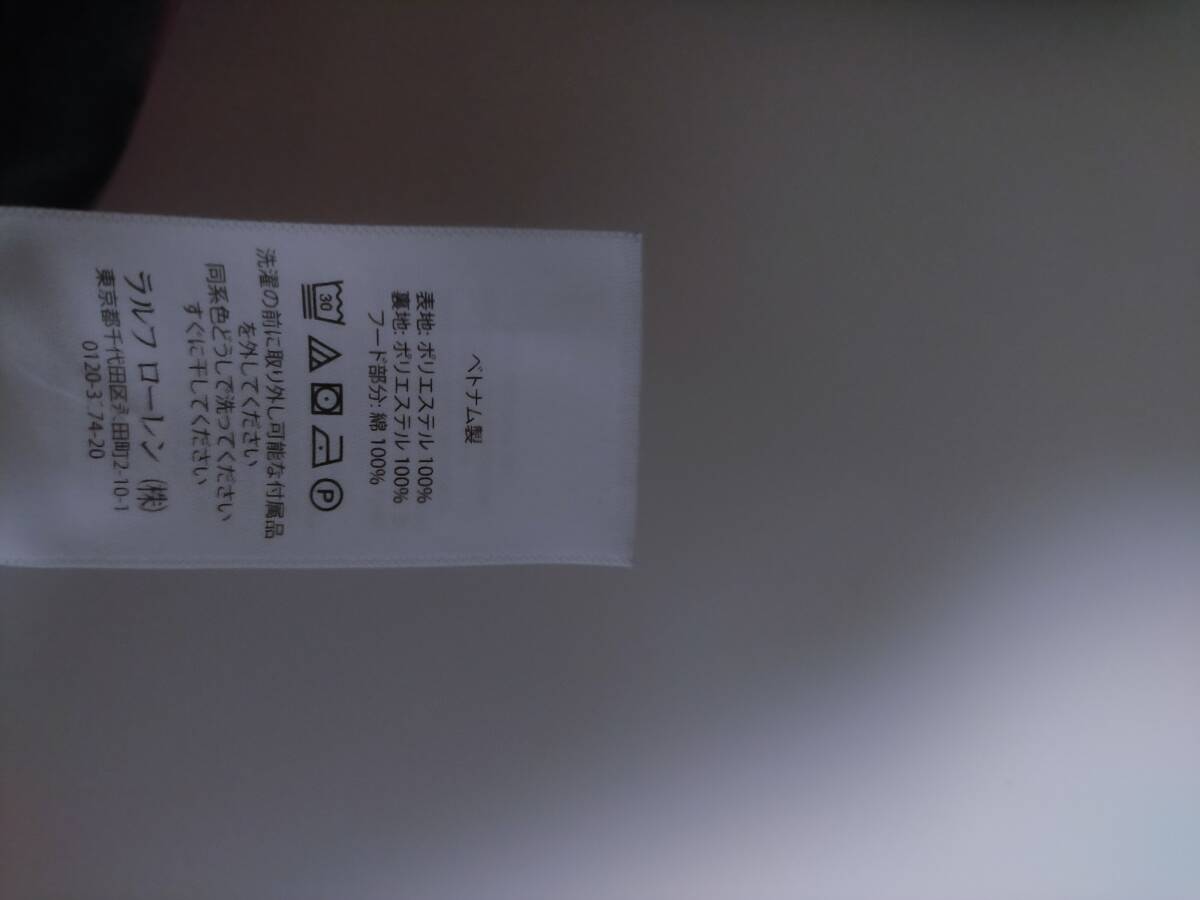 ベトナム製
表地: ポリエステル 100%
裏地: ポリエステル 100%
フード部分: 綿 100%
30
P
洗濯の前に取り外し可能な付属品
を外してください
同系色どうしで洗ってください
すぐに干してください
ラルフ ローレン (株)
東京都千代田区永田町2-10-1